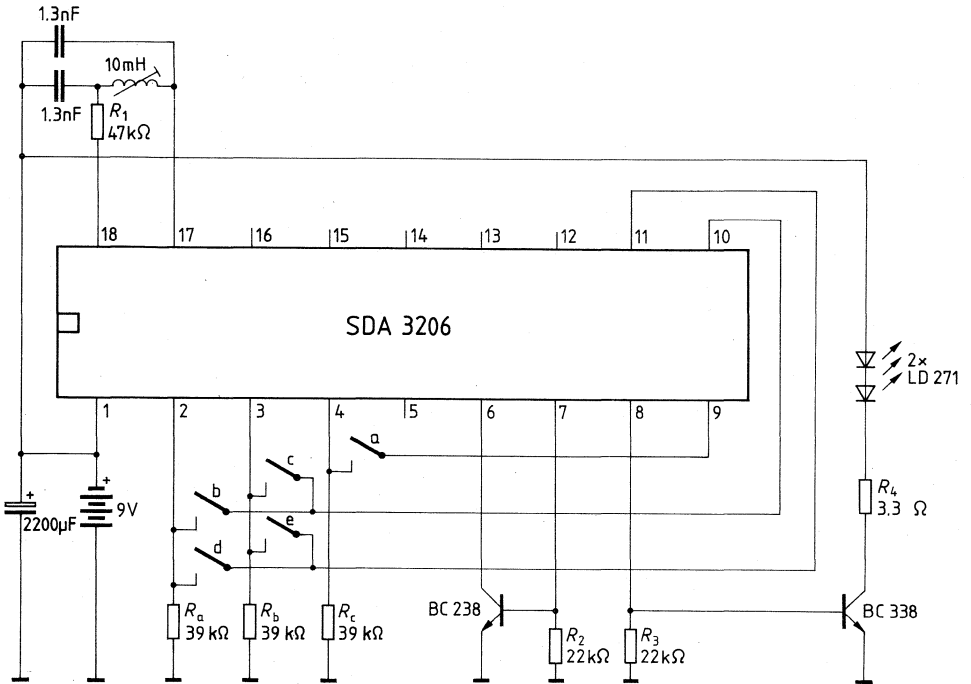 1.3nF
10mH
1.3nF
R1
47kΩ
18 17 16 15 14 13 12 11 10
SDA 3206
2×
LD 271
1 2 3 4 5 6 7 8 9
a
c
b
+
+
9V
2200µF
e
d
R4
3.3 Ω
Ra
39 kΩ
Rb
39 kΩ
Rc
39 kΩ
BC 238
R2
22kΩ
R3
22kΩ
BC 338